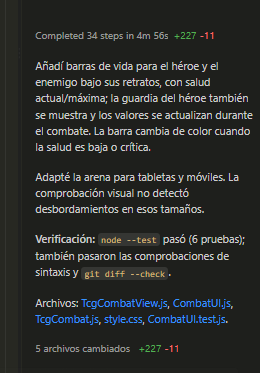 Completed 34 steps in 4m 56s +227 -11
Añadí barras de vida para el héroe y el
enemigo bajo sus retratos, con salud
actual/máxima; la guardia del héroe también
se muestra y los valores se actualizan durante
el combate. La barra cambia de color cuando
la salud es baja o crítica.
Adapté la arena para tabletas y móviles. La
comprobación visual no detectó
desbordamientos en esos tamaños.
Verificación: node --test pasó (6 pruebas);
también pasaron las comprobaciones de
sintaxis y git diff --check.
Archivos: TcgCombatView.js, CombatUI.js,
TcgCombat.js, style.css, CombatUI.test.js.
5 archivos cambiados +227 -11